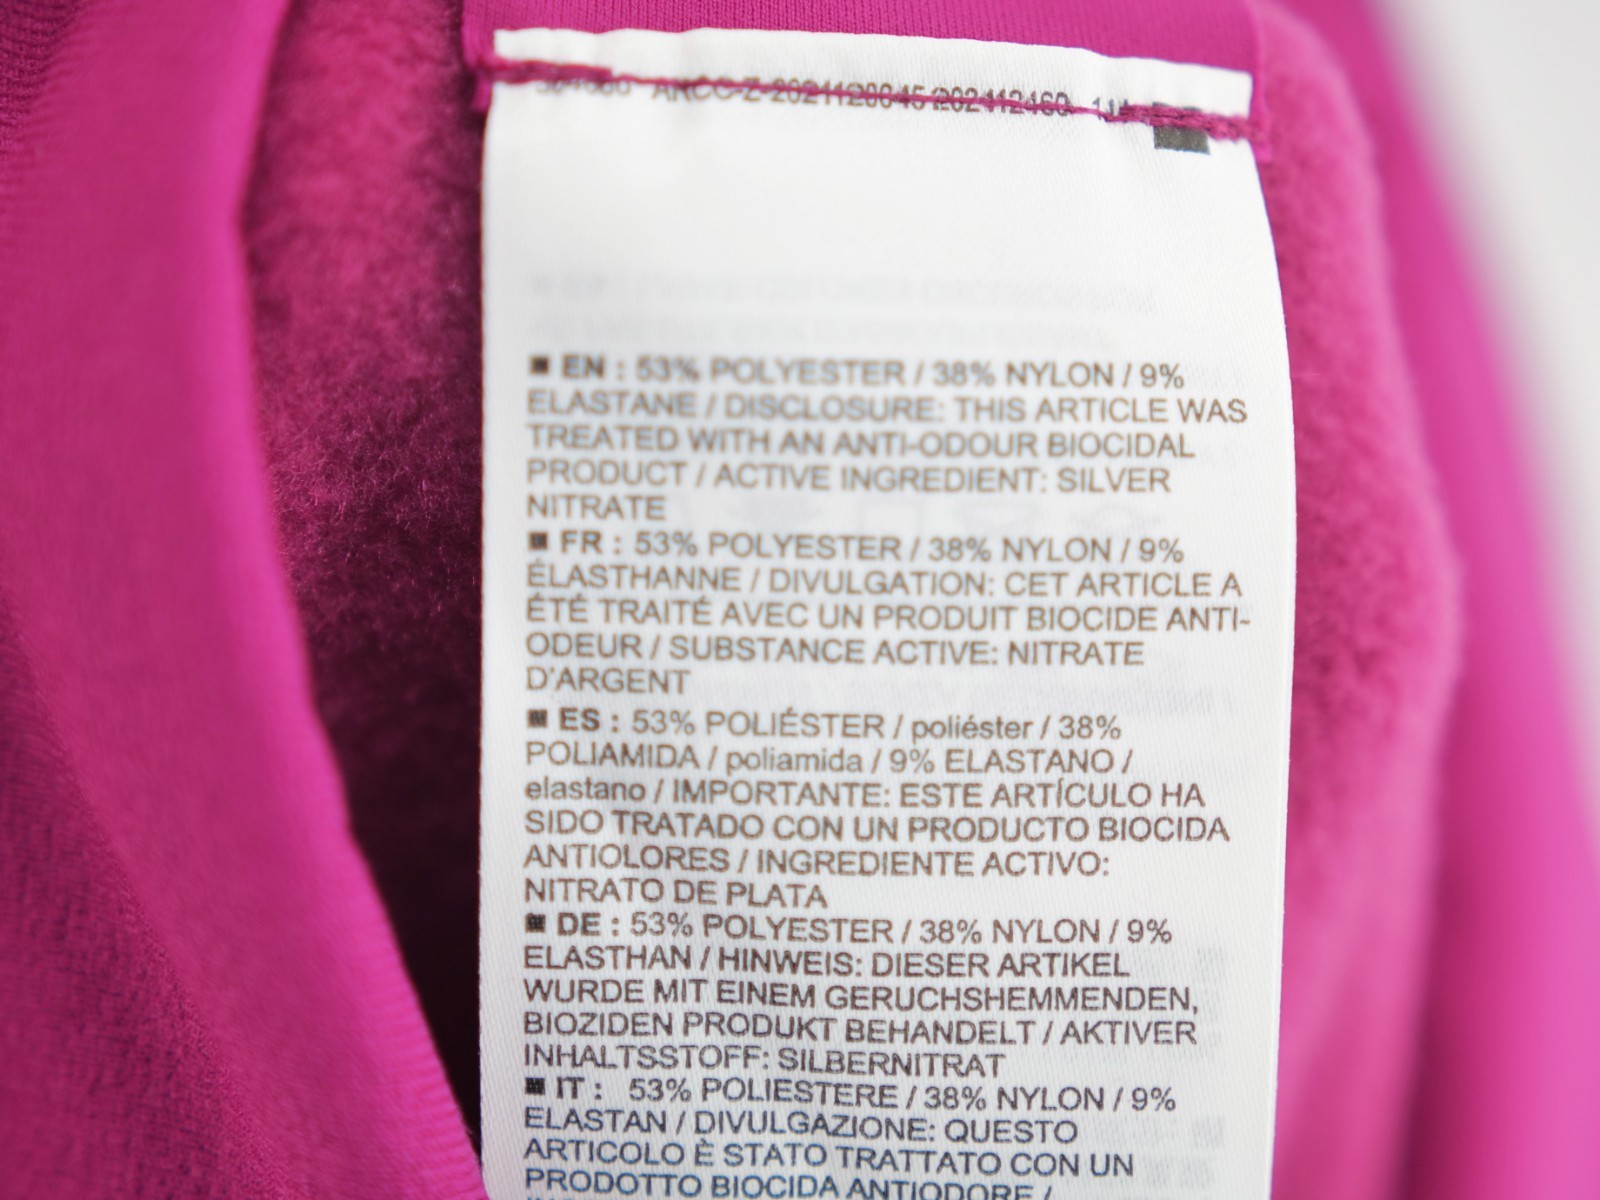 ARCC-Z-2021120045 202112460
■ EN : 53% POLYESTER / 38% NYLON / 9%
ELASTANE / DISCLOSURE: THIS ARTICLE WAS
TREATED WITH AN ANTI-ODOUR BIOCIDAL
PRODUCT / ACTIVE INGREDIENT: SILVER
NITRATE
■ FR : 53% POLYESTER / 38% NYLON / 9%
ÉLASTHANNE / DIVULGATION: CET ARTICLE A
ÉTÉ TRAITÉ AVEC UN PRODUIT BIOCIDE ANTI-
ODEUR / SUBSTANCE ACTIVE: NITRATE
D'ARGENT
■ ES : 53% POLIÉSTER / poliéster / 38%
POLIAMIDA / poliamida / 9% ELASTANO /
elastano / IMPORTANTE: ESTE ARTÍCULO HA
SIDO TRATADO CON UN PRODUCTO BIOCIDA
ANTIOLORES / INGREDIENTE ACTIVO:
NITRATO DE PLATA
■ DE : 53% POLYESTER / 38% NYLON / 9%
ELASTHAN / HINWEIS: DIESER ARTIKEL
WURDE MIT EINEM GERUCHSHEMMENDEN,
BIOZIDEN PRODUKT BEHANDELT / AKTIVER
INHALTSSTOFF: SILBERNITRAT
■ IT : 53% POLIESTERE / 38% NYLON / 9%
ELASTAN / DIVULGAZIONE: QUESTO
ARTICOLO È STATO TRATTATO CON UN
PRODOTTO BIOCIDA ANTIODORE /